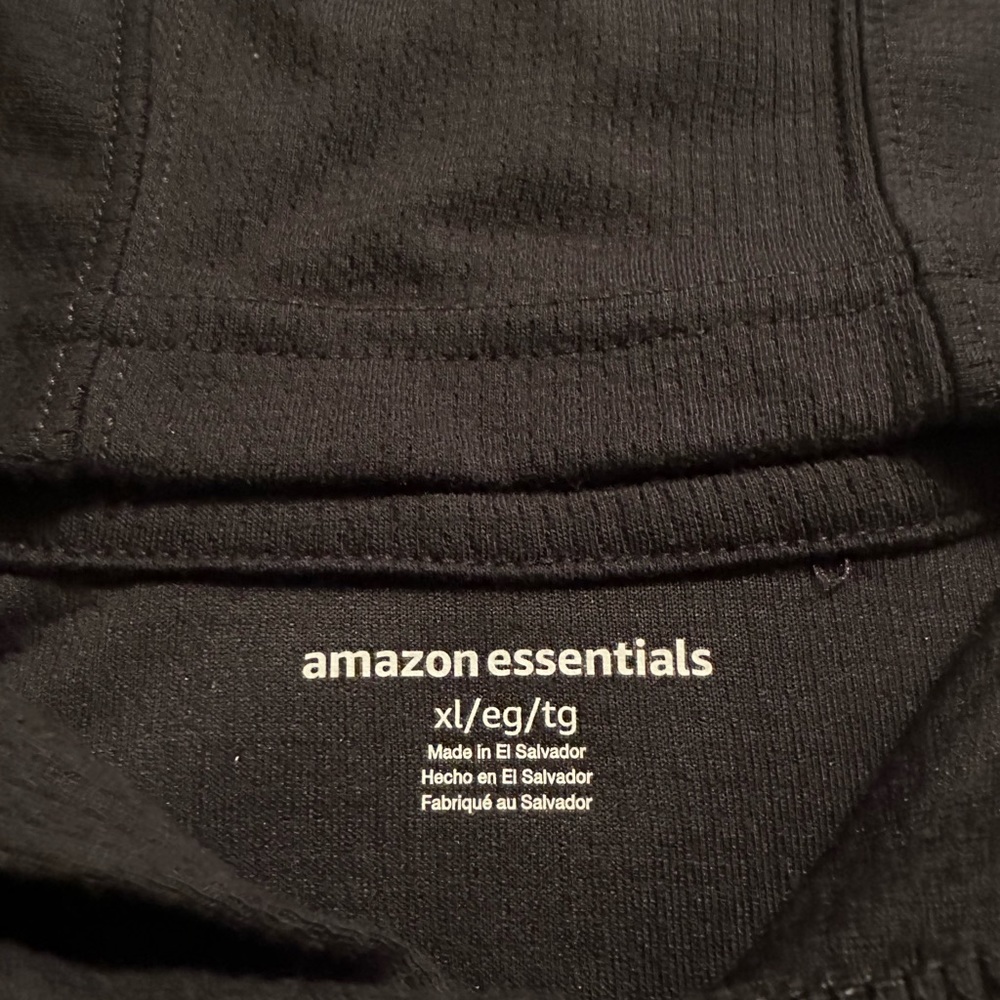 amazon essentials
xl/eg/tg
Made in El Salvador
Hecho en El Salvador
Fabriqué au Salvador